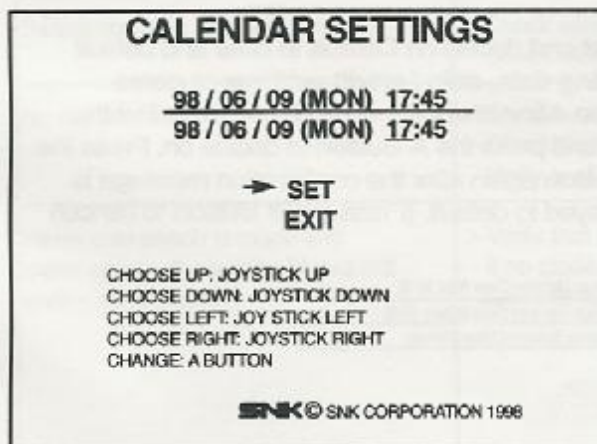 CALENDAR SETTINGS
98 / 06 / 09 (MON) 17:45
98 / 06 / 09 (MON) 17:45
SET
EXIT
CHOOSE UP: JOYSTICK UP
CHOOSE DOWN: JOYSTICK DOWN
CHOOSE LEFT: JOY STICK LEFT
CHOOSE RIGHT: JOYSTICK RIGHT
CHANGE: A BUTTON
SNK © SNK CORPORATION 1998